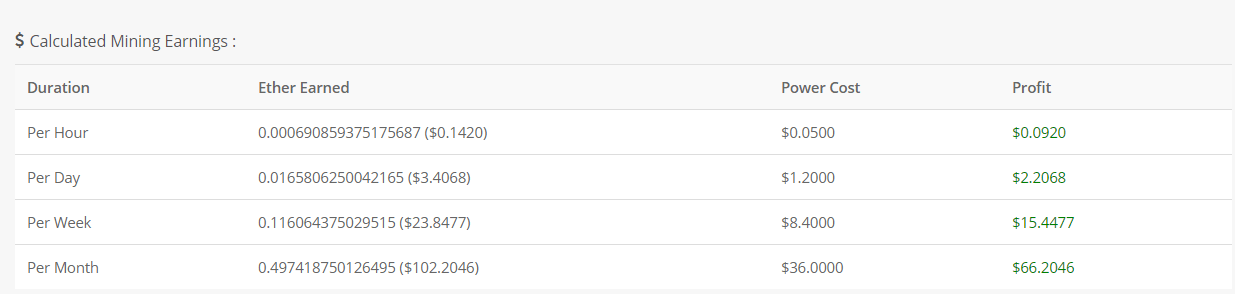 $ Calculated Mining Earnings :
Duration Ether Earned Power Cost Profit
Per Hour 0.000690859375175687 ($0.1420) $0.0500 $0.0920
Per Day 0.0165806250042165 ($3.4068) $1.2000 $2.2068
Per Week 0.116064375029515 ($23.8477) $8.4000 $15.4477
Per Month 0.497418750126495 ($102.2046) $36.0000 $66.2046